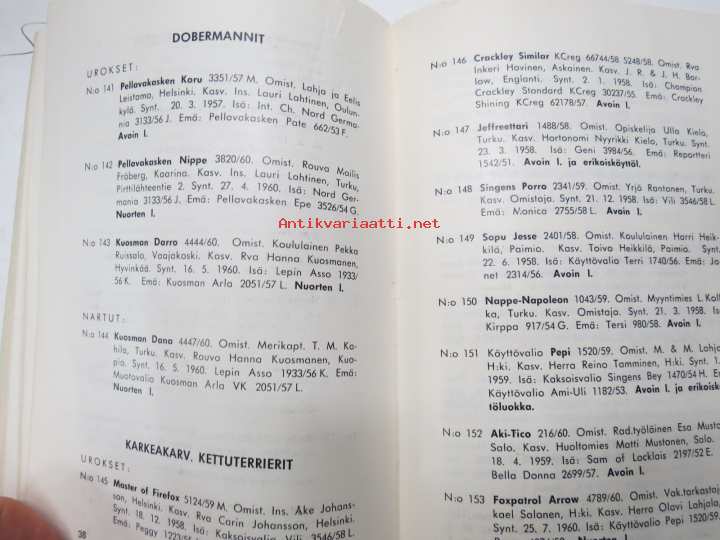 DOBERMANNIT
UROKSET:
N:o 141 Pellavakasken Karu 3351/57 M. Omist. Lahja ja Eelis
Leistama, Helsinki. Kasv. Ins. Lauri Lahtinen, Oulun-
kylä. Synt. 20. 3. 1957. Isä: Int. Ch. Nord Germa-
nia 3133/56 J. Emä: Pellavakasken Pate 662/53 F.
Avoin I.
N:o 142 Pellavakasken Nippe 3820/60. Omist. Rouva Mailis
Fröberg, Kaarina. Kasv. Ins. Lauri Lahtinen, Turku,
Pirttilähteentie 2. Synt. 27. 4. 1960. Isä: Nord Ger-
mania 3133/56 J. Emä: Pellavakasken Epe 3526/54 G.
Nuorten I.
N:o 143 Kuosman Darro 4444/60. Omist. Koululainen Pekka
Ruissalo, Vaajakoski. Kasv. Rva Hanna Kuosmanen,
Hyvinkää. Synt. 16. 5. 1960. Isä: Lepin Asso 1933/
56 K. Emä: Kuosman Arla 2051/57 L. Nuorten I.
NARTUT:
N:o 144 Kuosman Dana 4447/60. Omist. Merikapt. T. M. Ka-
hila, Turku. Kasv. Rouva Hanna Kuosmanen, Kuo-
pio. Synt. 16. 5. 1960. Isä: Lepin Asso 1933/56 K. Emä:
Muotovalio Kuosman Arla VK 2051/57 L.
Nuorten I.
KARKEAKARV. KETTUTERRIERIT
UROKSET:
N:o 145 Master of Firefox 5124/59 M. Omist. Ins. Åke Johans-
son, Helsinki. Kasv. Rva Carin Johansson, Helsinki.
Synt. 18. 12. 1958. Isä: Kaksoisvalio Vili 3546/58 L.
Emä: Peggy 1223/
38
N:o 146 Crackley Similar KCreg 66744/58 5248/58. Omist. Rva
Inkeri Hovinen, Askainen. Kasv. J. R. & J. H. Bar-
low, Englanti. Synt. 2. 1. 1958. Isä: Champion
Crackley Standard KCreg 30237/55. Emä: Crackley
Shining KCreg 62178/57. Avoin I.
N:o 147 Jeffreettari 1488/58. Omist. Opiskelija Ulla Kielo,
Turku. Kasv. Hortonomi Nyyrikki Kielo, Turku. Synt.
23. 3. 1958. Isä: Geni 3984/56. Emä: Reportteri
1542/51. Avoin I. ja erikoiskäyttöl.
N:o 148 Singens Porro 2341/59. Omist. Yrjö Rantanen, Turku.
Kasv. Omistaja. Synt. 21. 12. 1958. Isä: Vili 3546/58 L.
Emä: Monica 2755/58 L. Avoin I.
N:o 149 Sapu Jesse 2401/58. Omist. Koululainen Harri Heik-
kilä, Paimio. Kasv. Toivo Heikkilä, Paimio. Synt.
22. 6. 1958. Isä: Käyttövalio Terri 1740/56. Emä: Ja-
net 2314/56. Avoin I.
N:o 150 Nappe-Napoleon 1043/59. Omist. Myyntimies L. Kal
ka, Turku. Kasv. Omistaja. Synt. 21. 3. 1958. Is
Kirppa 917/54 G. Emä: Tersi 980/58. Avoin I.
N:o 151 Käyttövalio Pepi 1520/59. Omist. M. & M. Lahja
H:ki. Kasv. Herra Reino Tamminen, H:ki. Synt. 1.
1959. Isä: Kaksoisvalio Singens Bey 1470/54 H. E
Käyttövalio Ami-Uli 1182/53. Avoin I. ja erikoisk
töluokka.
N:o 152 Aki-Tico 216/60. Omist. Rad.työläinen Esa Musto
Salo. Kasv. Huoltomies Matti Mustonen, Salo.
18. 4. 1959. Isä: Sam of Locklais 2197/52 E.
Bella Donna 2699/57. Avoin I.
N:o 153 Foxpatrol Arrow 4789/60. Omist. Vak.tarkastaj
kael Salonen, H:ki. Kasv. Herra Olavi Lahja,
Synt. 25. 7. 1960. Isä: Käyttövalio Pepi 1520/59
Nuorten I.
Antikvariaatti.net